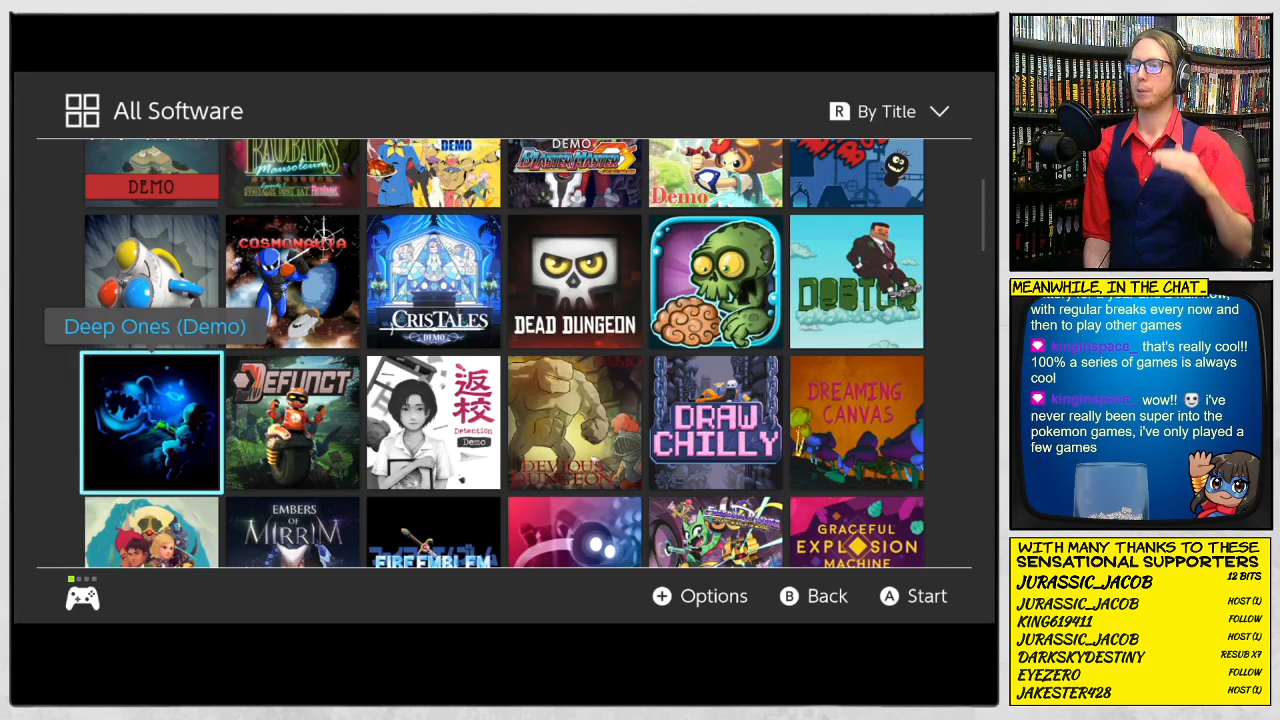 All Software
R By Title
DEMO
DEMO
DEMO
BLASTER MASTER
Demo
COSMONAUTA
CRISTALES
DEMO
DEAD DUNGEON
DEBTOR
Deep Ones (Demo)
DEFUNCT
返校
Detention
Demo
DEVIOUS
DUNGEON
DRAW
CHILLY
DREAMING
CANVAS
EMBERS
OF
MIRRIM
FIRE EMBLEM
GRACEFUL
EXPLOSION
MACHINE
+ Options
B Back
A Start
MEANWHILE, IN THE CHAT...
with regular breaks every now and
then to play other games
kinginspace_ that's really cool!!
100% a series of games is always
cool
kinginspace_ wow!! i've
never really been super into the
pokemon games, i've only played a
few games
WITH MANY THANKS TO THESE
SENSATIONAL SUPPORTERS
JURASSIC_JACOB 12 BITS
JURASSIC_JACOB HOST (1)
KING619411 FOLLOW
JURASSIC_JACOB HOST (1)
DARKSKYDESTINY RESUB X7
EYEZERO FOLLOW
JAKESTER428 HOST (1)